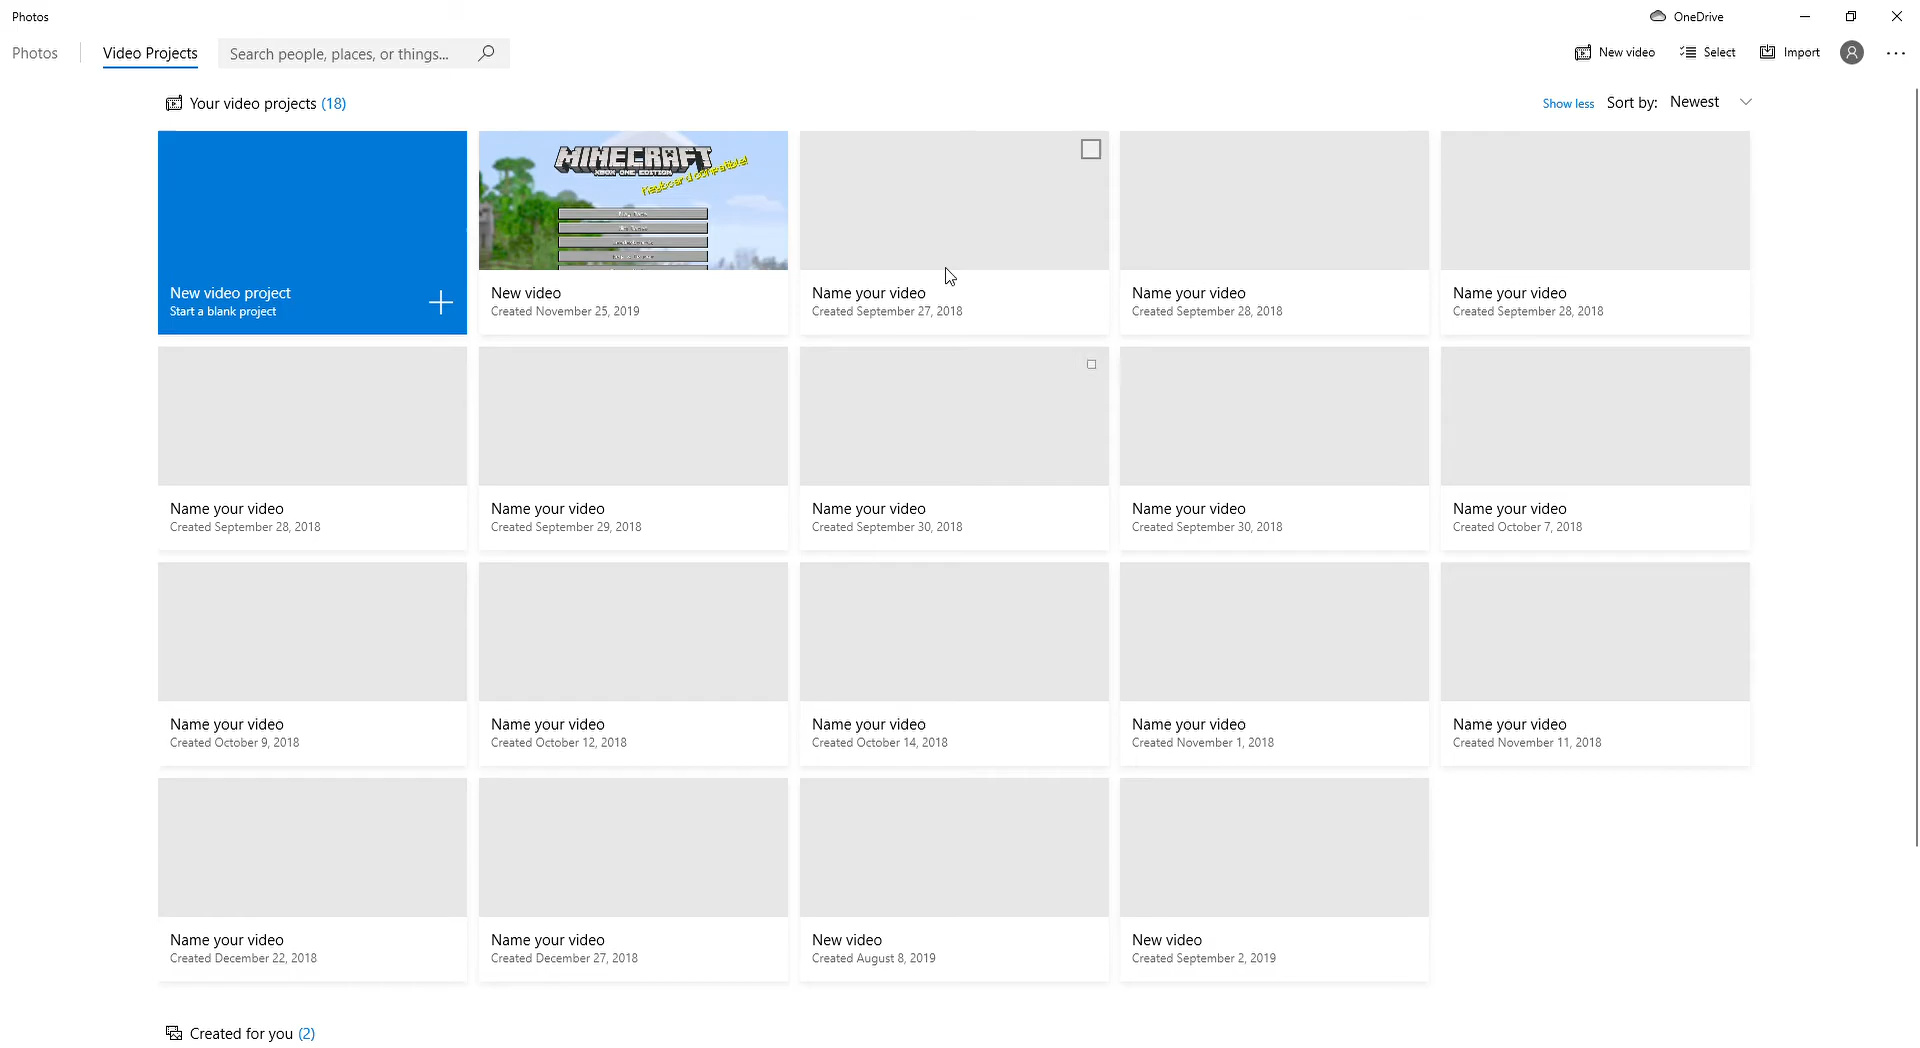 Photos
OneDrive
Photos
Video Projects
Search people, places, or things...
New video
Select
Import
Your video projects (18)
Show less
Sort by:
Newest
New video project
Start a blank project
MINECRAFT
XBOX ONE EDITION
Keyboard compatible!
New video
Created November 25, 2019
Name your video
Created September 27, 2018
Name your video
Created September 28, 2018
Name your video
Created September 28, 2018
Name your video
Created September 28, 2018
Name your video
Created September 29, 2018
Name your video
Created September 30, 2018
Name your video
Created September 30, 2018
Name your video
Created October 7, 2018
Name your video
Created October 9, 2018
Name your video
Created October 12, 2018
Name your video
Created October 14, 2018
Name your video
Created November 1, 2018
Name your video
Created November 11, 2018
Name your video
Created December 22, 2018
Name your video
Created December 27, 2018
New video
Created August 8, 2019
New video
Created September 2, 2019
Created for you (2)